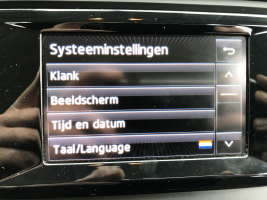 Systeeminstellingen
Klank
Beeldscherm
Tijd en datum
Taal/Language